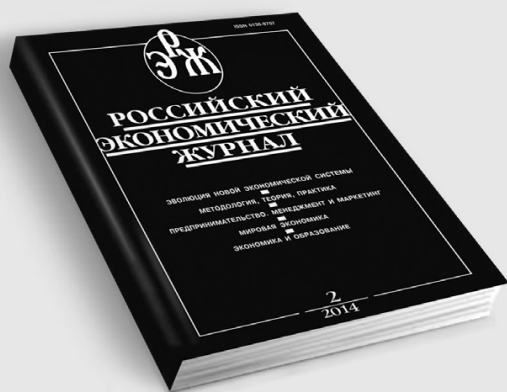 ISSN 0130-9757
ЭРЖ
РОССИЙСКИЙ
ЭКОНОМИЧЕСКИЙ
ЖУРНАЛ
ЭВОЛЮЦИЯ НОВОЙ ЭКОНОМИЧЕСКОЙ СИСТЕМЫ
МЕТОДОЛОГИЯ, ТЕОРИЯ, ПРАКТИКА
ПРЕДПРИНИМАТЕЛЬСТВО. МЕНЕДЖМЕНТ И МАРКЕТИНГ
МИРОВАЯ ЭКОНОМИКА
ЭКОНОМИКА И ОБРАЗОВАНИЕ
2
2014